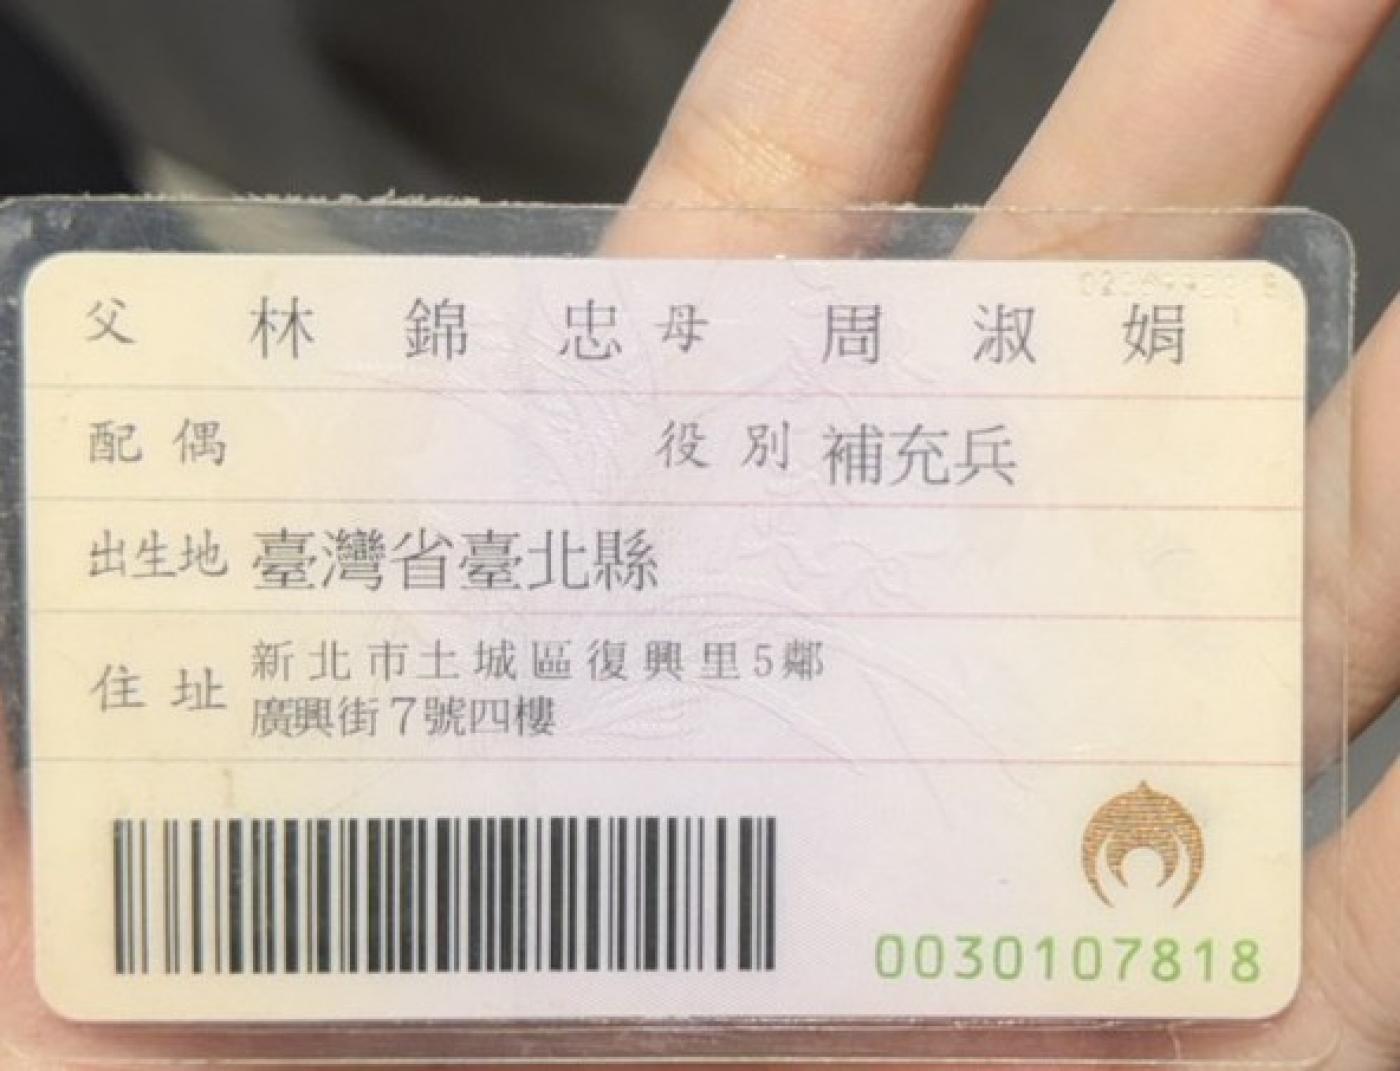 父 林錦忠 母 周淑娟
配偶 役別 補充兵
出生地 臺灣省臺北縣
住址 新北市土城區復興里5鄰
廣興街7號四樓
0030107818